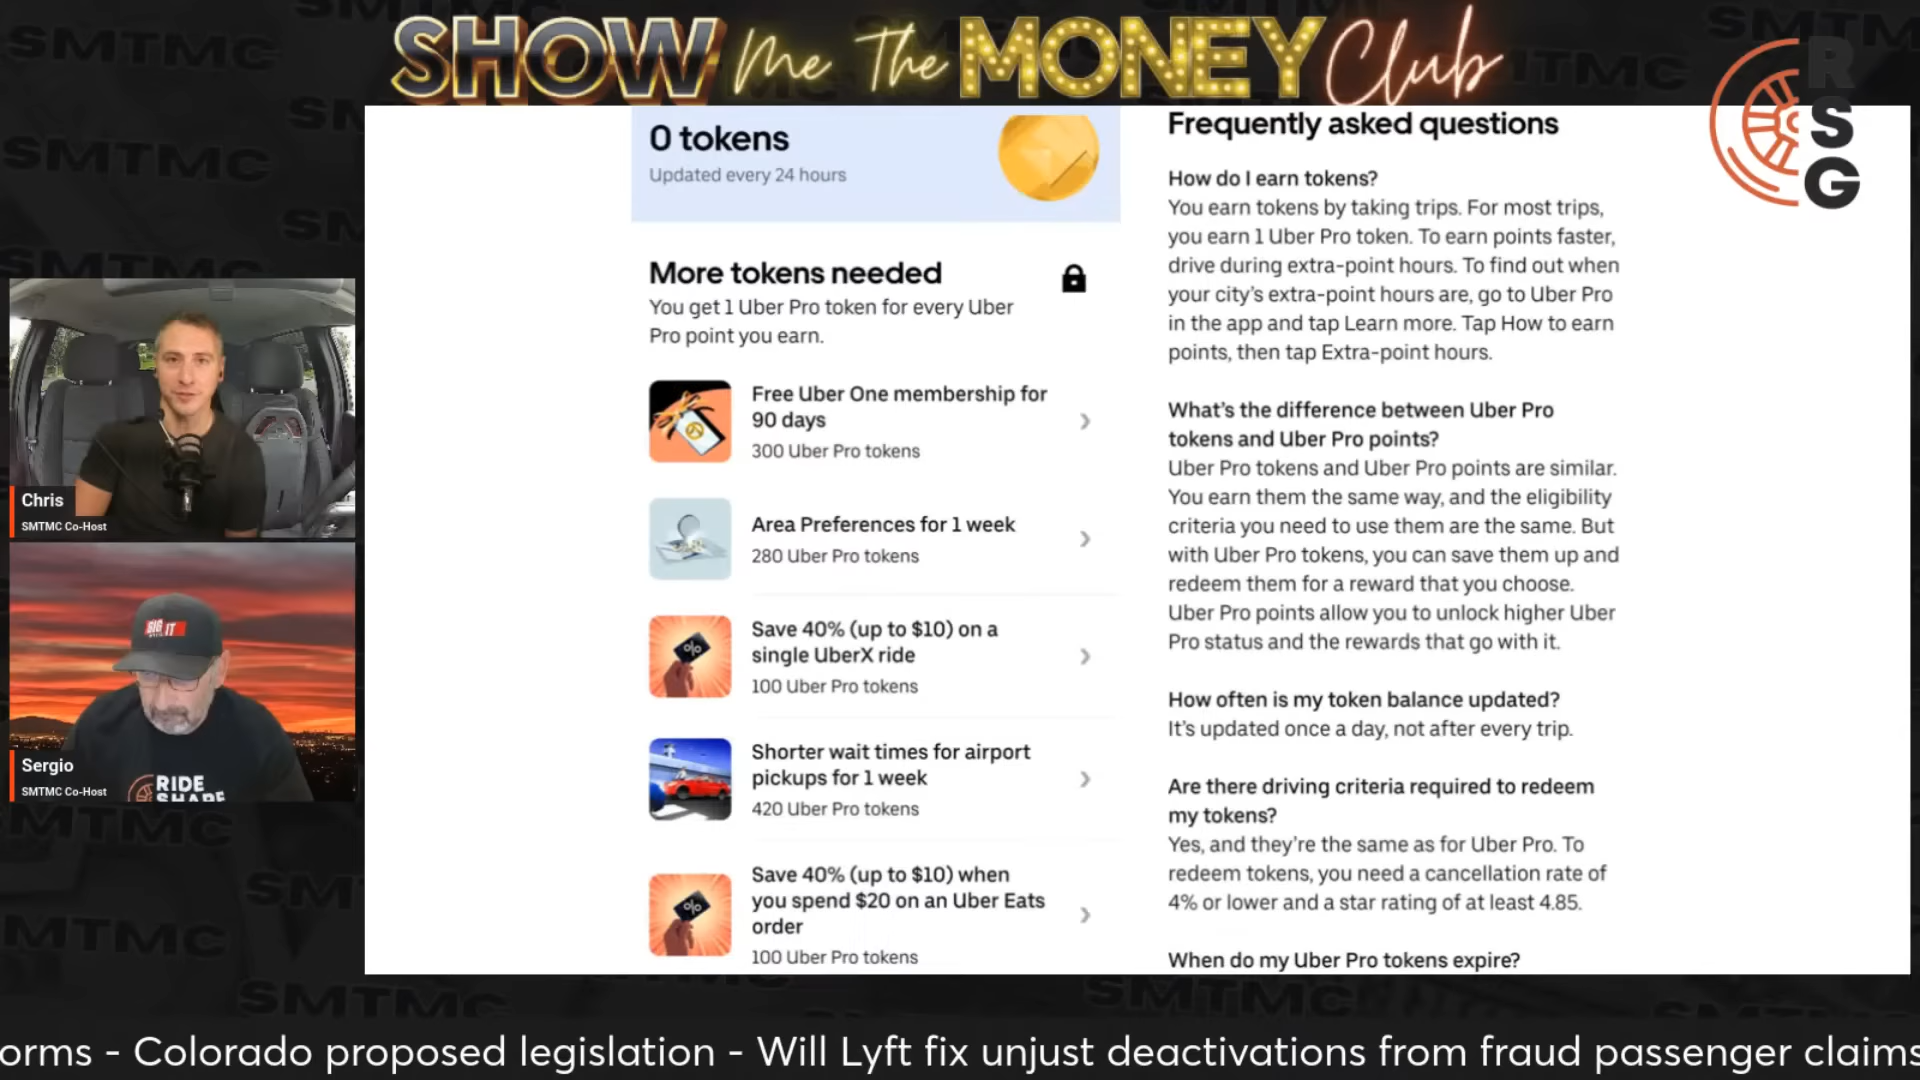 SHOW Me The MONEY Club
RSG
0 tokens
Updated every 24 hours
More tokens needed
You get 1 Uber Pro token for every Uber
Pro point you earn.
Free Uber One membership for
90 days
300 Uber Pro tokens
Area Preferences for 1 week
280 Uber Pro tokens
Save 40% (up to $10) on a
single UberX ride
100 Uber Pro tokens
Shorter wait times for airport
pickups for 1 week
420 Uber Pro tokens
Save 40% (up to $10) when
you spend $20 on an Uber Eats
order
100 Uber Pro tokens
Frequently asked questions
How do I earn tokens?
You earn tokens by taking trips. For most trips,
you earn 1 Uber Pro token. To earn points faster,
drive during extra-point hours. To find out when
your city's extra-point hours are, go to Uber Pro
in the app and tap Learn more. Tap How to earn
points, then tap Extra-point hours.
What's the difference between Uber Pro
tokens and Uber Pro points?
Uber Pro tokens and Uber Pro points are similar.
You earn them the same way, and the eligibility
criteria you need to use them are the same. But
with Uber Pro tokens, you can save them up and
redeem them for a reward that you choose.
Uber Pro points allow you to unlock higher Uber
Pro status and the rewards that go with it.
How often is my token balance updated?
It's updated once a day, not after every trip.
Are there driving criteria required to redeem
my tokens?
Yes, and they're the same as for Uber Pro. To
redeem tokens, you need a cancellation rate of
4% or lower and a star rating of at least 4.85.
When do my Uber Pro tokens expire?
Chris
SMTMC Co-Host
GIG IT
RIDE
SHARE
Sergio
SMTMC Co-Host
SMTMC
orms - Colorado proposed legislation - Will Lyft fix unjust deactivations from fraud passenger claims